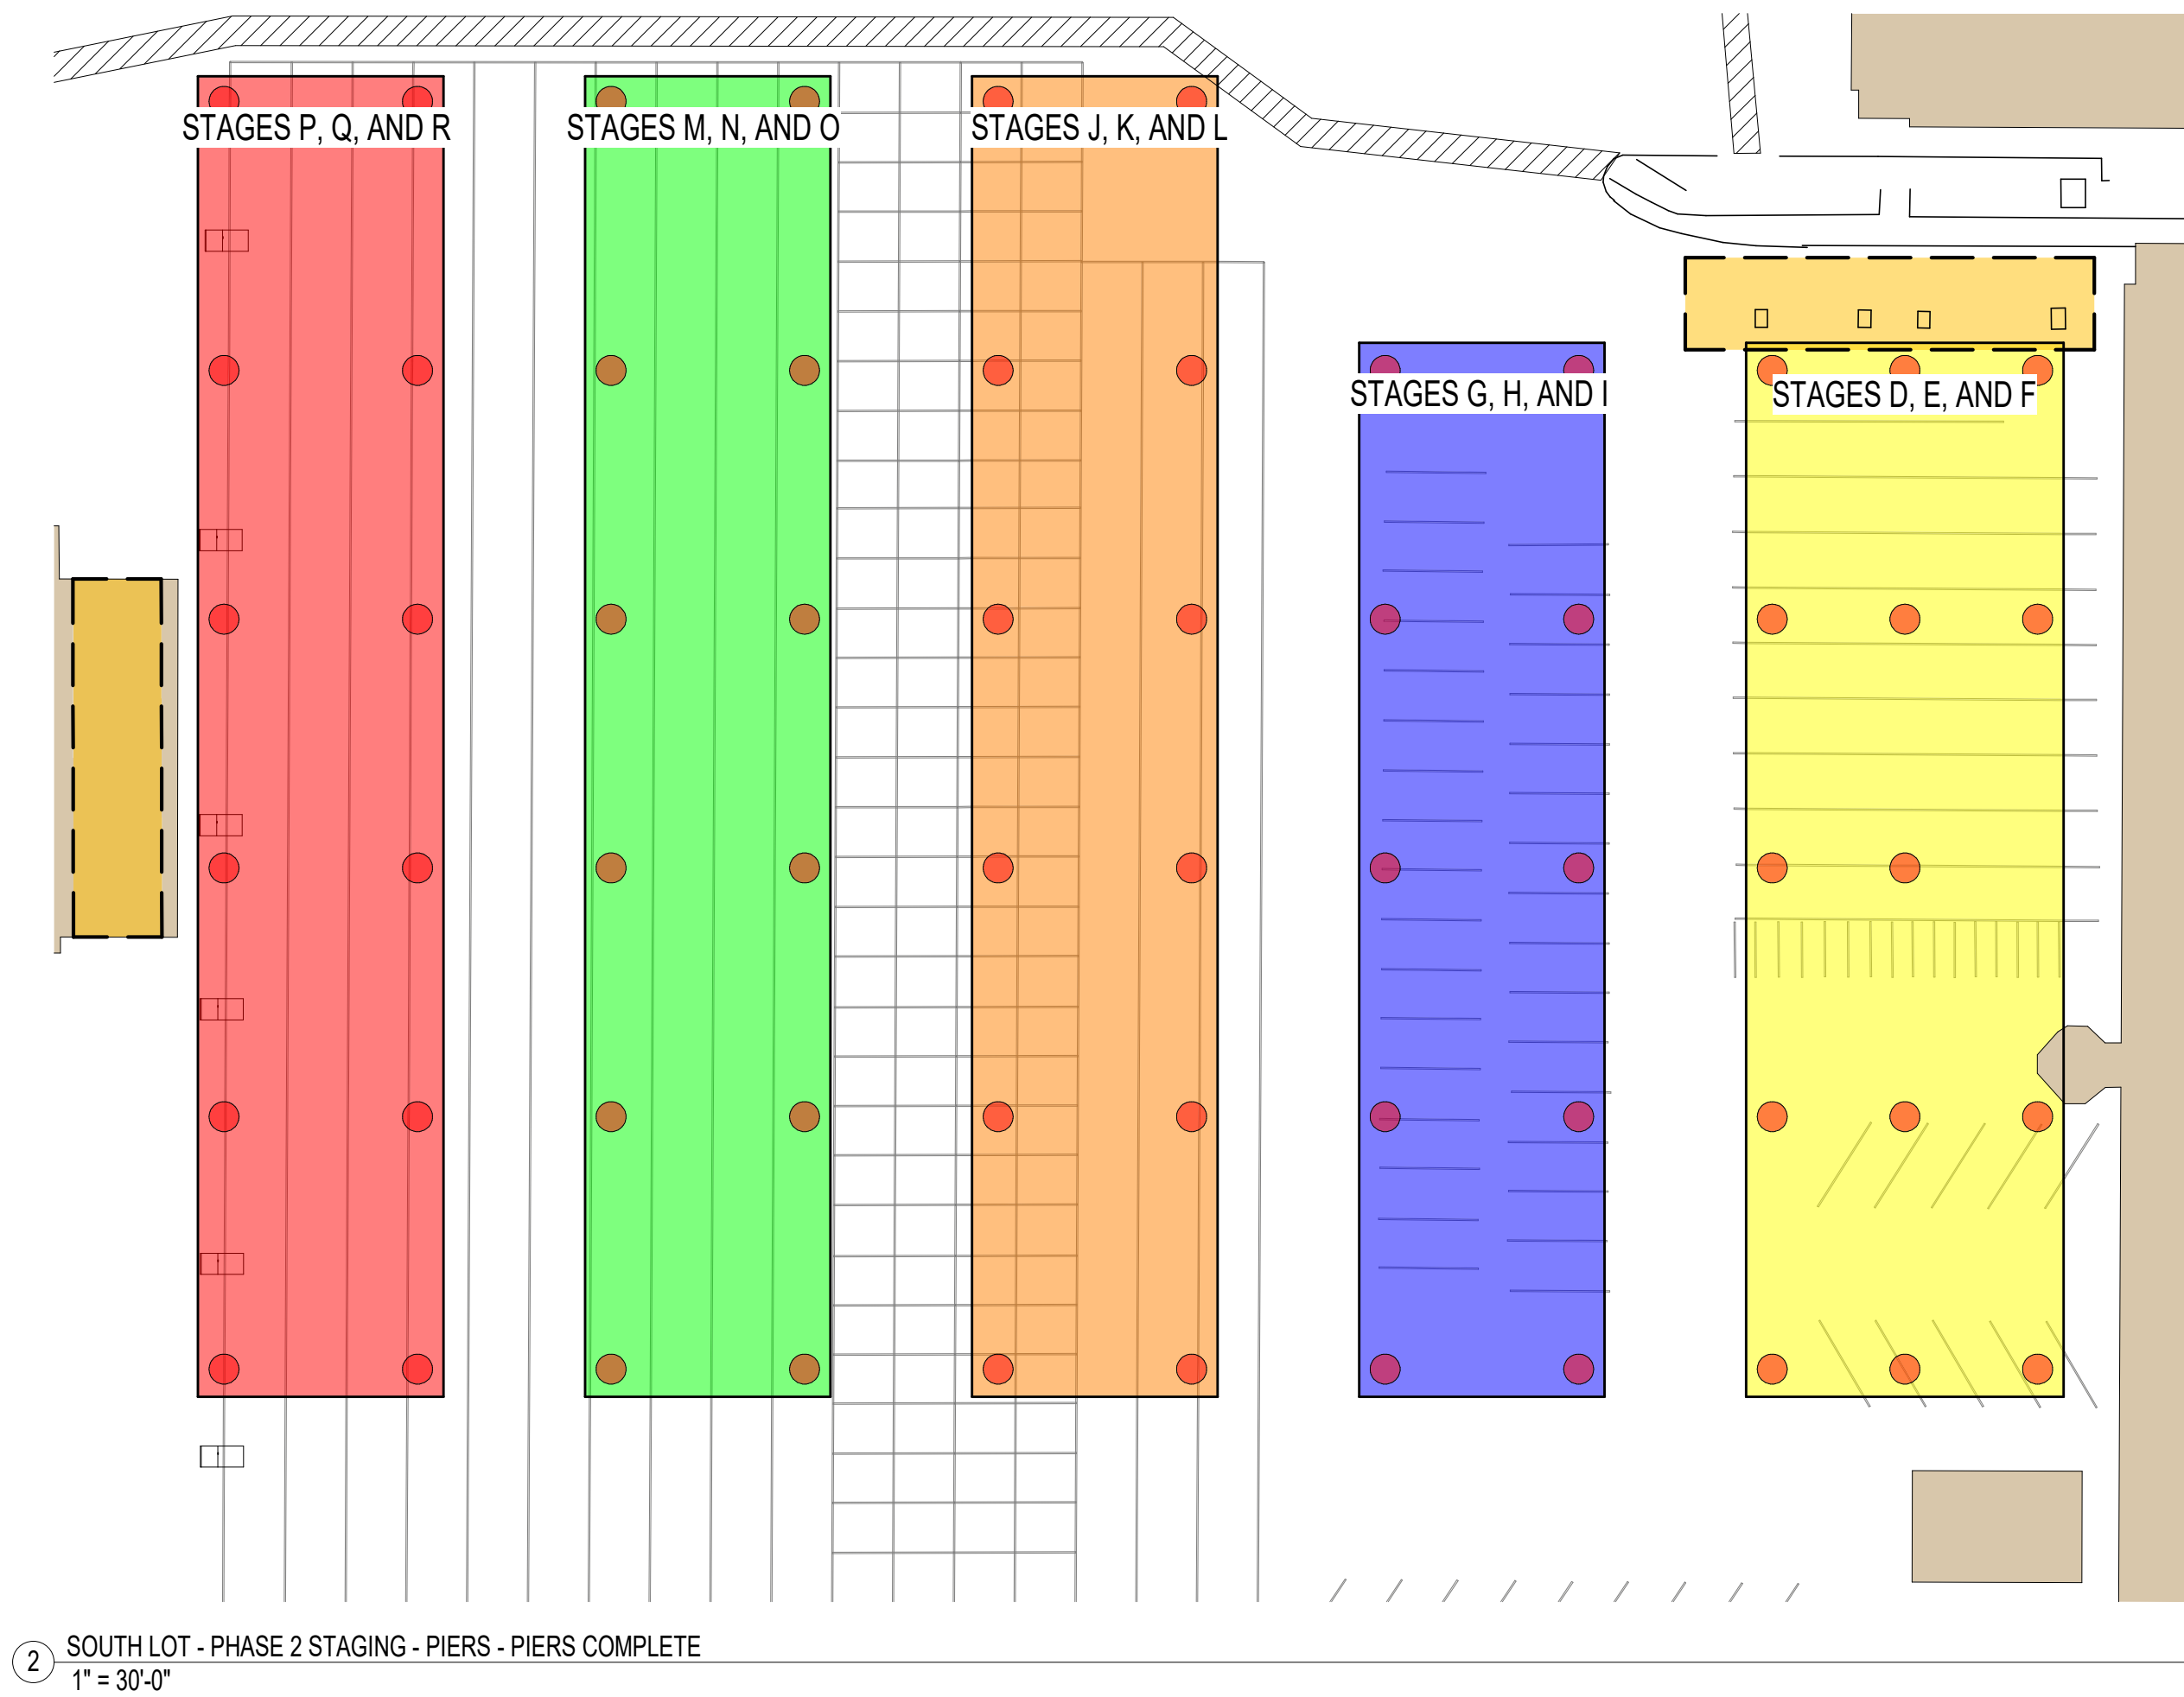 STAGES P, Q, AND R
STAGES M, N, AND O
STAGES J, K, AND L
STAGES G, H, AND I
STAGES D, E, AND F
2
SOUTH LOT - PHASE 2 STAGING - PIERS - PIERS COMPLETE
1" = 30'-0"